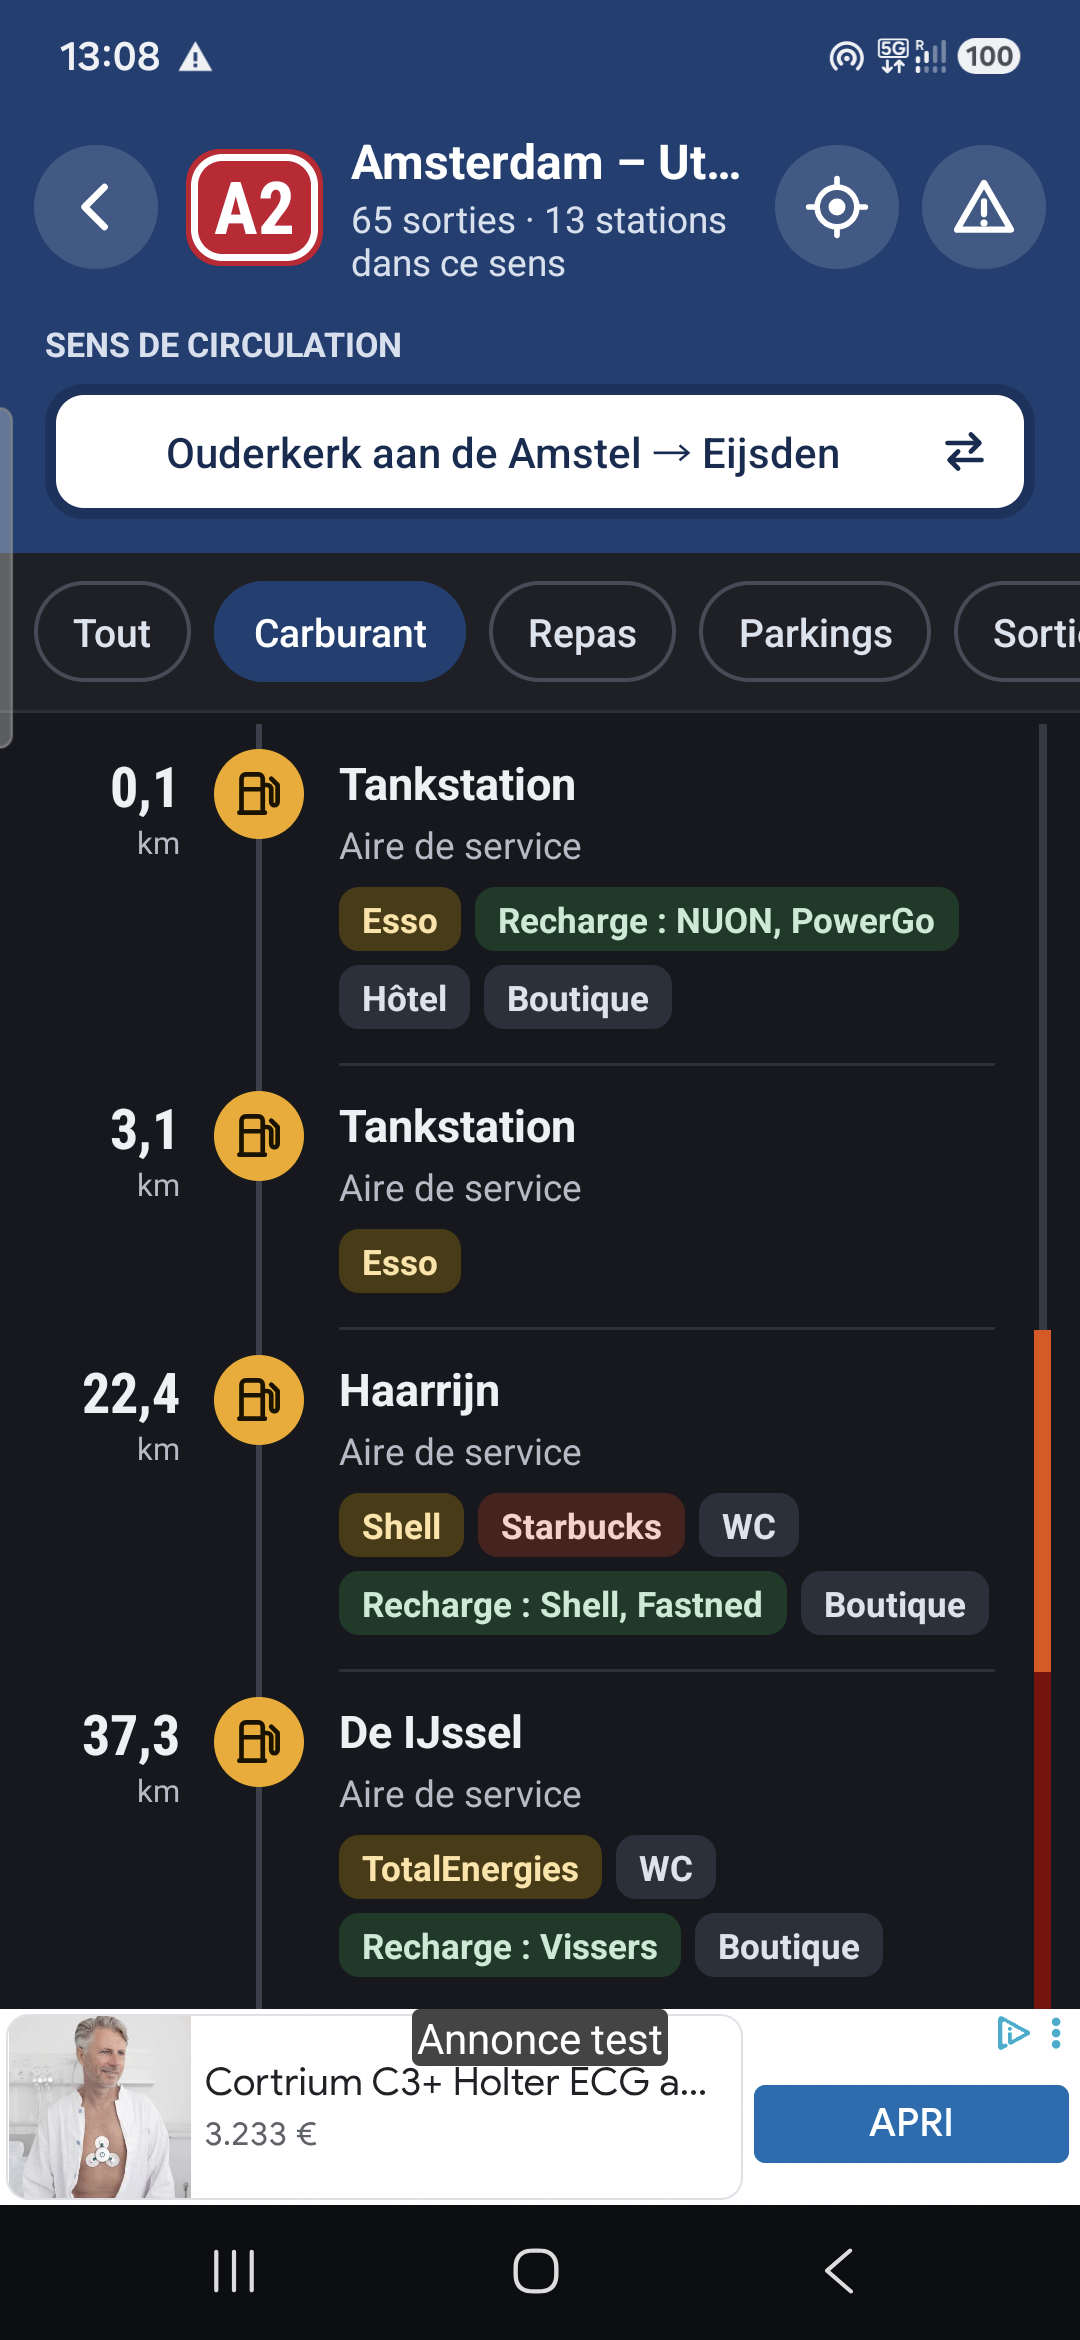 13:08
5G R 100
A2
Amsterdam – Ut...
65 sorties · 13 stations
dans ce sens
SENS DE CIRCULATION
Ouderkerk aan de Amstel → Eijsden
Tout Carburant Repas Parkings Sorti
0,1 km
Tankstation
Aire de service
Esso Recharge : NUON, PowerGo
Hôtel Boutique
3,1 km
Tankstation
Aire de service
Esso
22,4 km
Haarrijn
Aire de service
Shell Starbucks WC
Recharge : Shell, Fastned Boutique
37,3 km
De IJssel
Aire de service
TotalEnergies WC
Recharge : Vissers Boutique
Annonce test
Cortrium C3+ Holter ECG a...
3.233 €
APRI